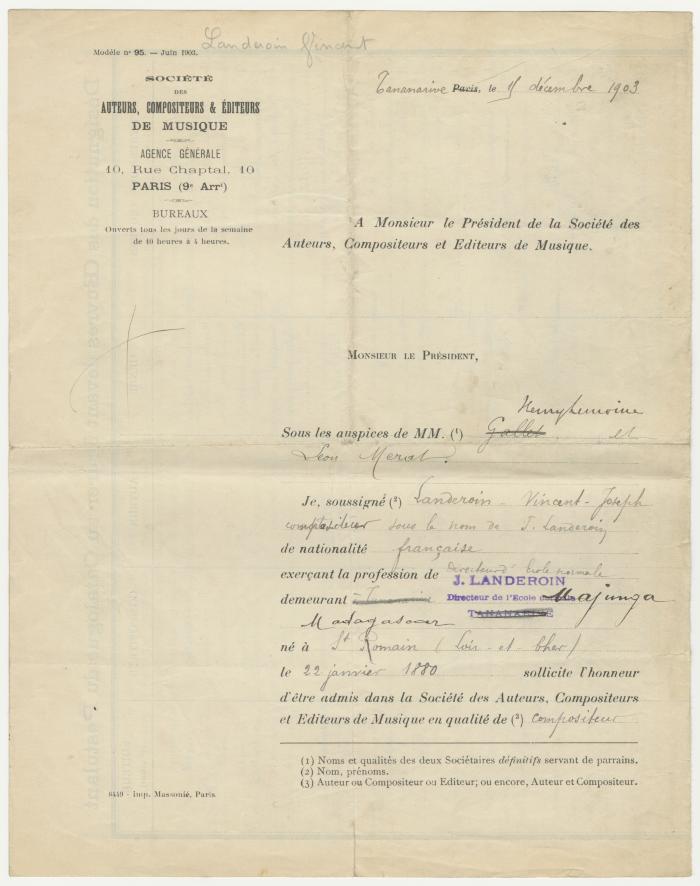 Landeroin Vincent
Modèle nº 95. — Juin 1903.
SOCIÉTÉ
DES
AUTEURS, COMPOSITEURS & ÉDITEURS
DE MUSIQUE
AGENCE GÉNÉRALE
10, Rue Chaptal, 10
PARIS (9e Arrt)
BUREAUX
Ouverts tous les jours de la semaine
de 10 heures à 4 heures.
Tananarive Paris, le 15 décembre 1903
A Monsieur le Président de la Société des
Auteurs, Compositeurs et Editeurs de Musique.
MONSIEUR LE PRÉSIDENT,
Henry Lemoine
Sous les auspices de MM. (1) Gallet et
Léon Merat
Je, soussigné (2) Landeroin - Vincent - Joseph
compositeur sous le nom de J. Landeroin
de nationalité française
exerçant la profession de Directeur d' Ecole normale
J. LANDEROIN
Directeur de l'Ecole
demeurant à Tananarive Majunga
TANANARIVE
Madagascar
né à St Romain (Loir-et-Cher)
le 22 janvier 1880 sollicite l'honneur
d'être admis dans la Société des Auteurs, Compositeurs
et Editeurs de Musique en qualité de (3) compositeur
(1) Noms et qualités des deux Sociétaires définitifs servant de parrains.
(2) Nom, prénoms.
(3) Auteur ou Compositeur ou Editeur; ou encore, Auteur et Compositeur.
6449 - Imp. Massonié, Paris